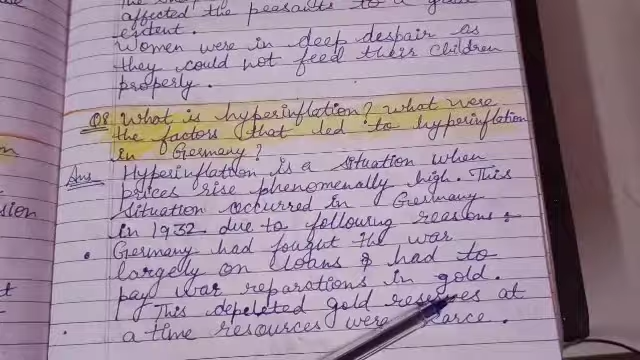 affected the peasants to a
extent.
Women were in deep despair as
they could not feed their children
properly.
Q8 What is hyperinflation? What were
the factors that led to hyperinflation
in Germany?
Ans Hyperinflation is a situation when
prices rise phenomenally high. This
situation occurred in Germany
in 1932 due to following reasons:
• Germany had fought the war
largely on loans & had to
pay war reparations in gold.
This depleted gold reserves at
a time resources were scarce.
sion